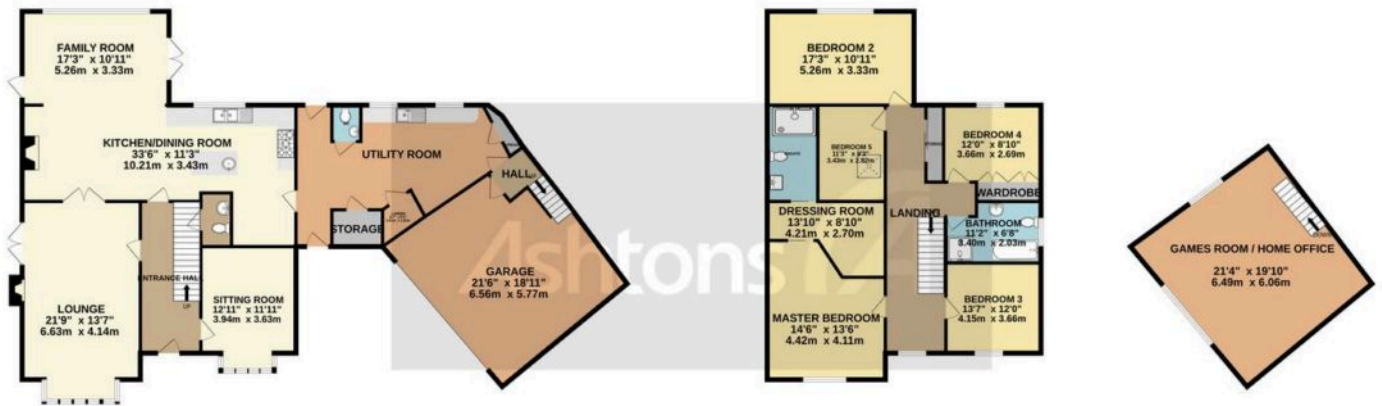 FAMILY ROOM
17'3" x 10'11"
5.26m x 3.33m
KITCHEN/DINING ROOM
33'6" x 11'3"
10.21m x 3.43m
UTILITY ROOM
HALL
UP
STORAGE
ENTRANCE HALL
UP
LOUNGE
21'9" x 13'7"
6.63m x 4.14m
SITTING ROOM
12'11" x 11'11"
3.94m x 3.63m
GARAGE
21'6" x 18'11"
6.56m x 5.77m
Ashtons
BEDROOM 2
17'3" x 10'11"
5.26m x 3.33m
BEDROOM 5
BEDROOM 4
12'0" x 8'10"
3.66m x 2.69m
WARDROBE
DRESSING ROOM
13'10" x 8'10"
4.21m x 2.70m
LANDING
BATHROOM
11'2" x 6'8"
3.40m x 2.03m
MASTER BEDROOM
14'6" x 13'6"
4.42m x 4.11m
BEDROOM 3
13'7" x 12'0"
4.15m x 3.66m
GAMES ROOM / HOME OFFICE
21'4" x 19'10"
6.49m x 6.06m
DOWN